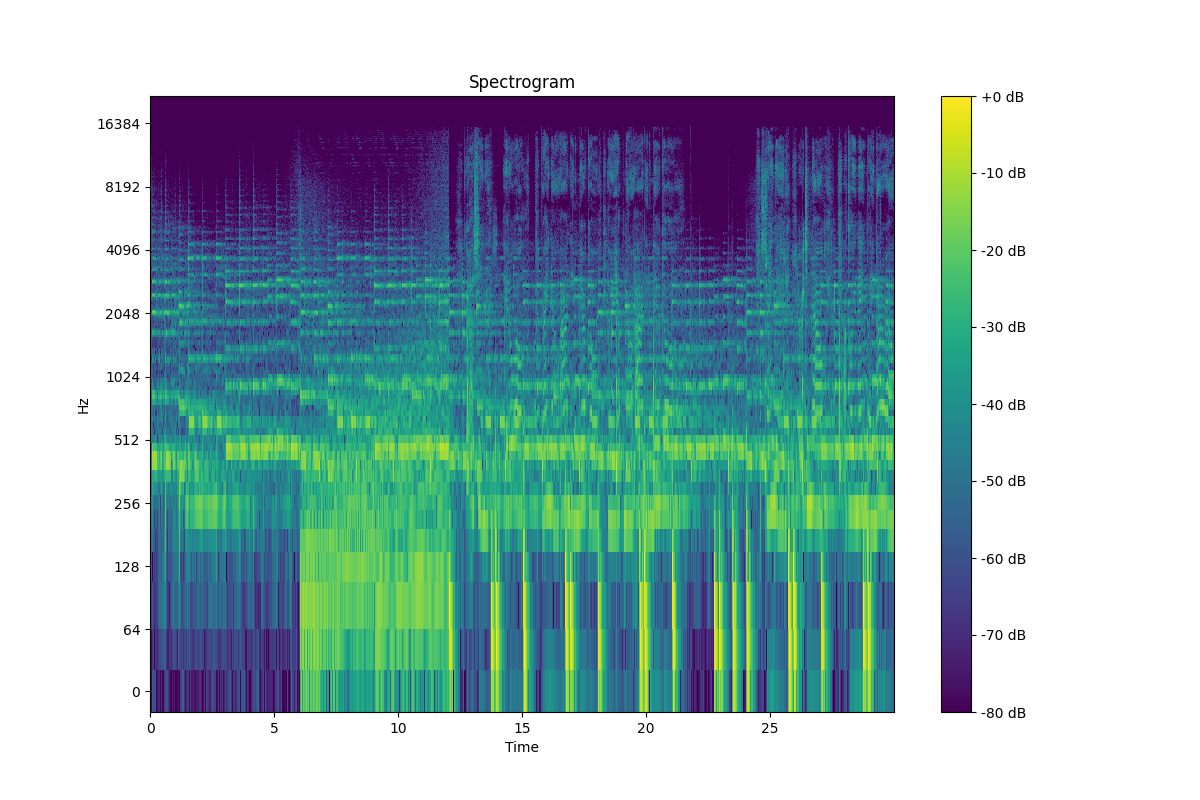 Spectrogram
16384
8192
4096
2048
1024
512
256
128
64
0
Hz
0
5
10
15
20
25
Time
+0 dB
-10 dB
-20 dB
-30 dB
-40 dB
-50 dB
-60 dB
-70 dB
-80 dB